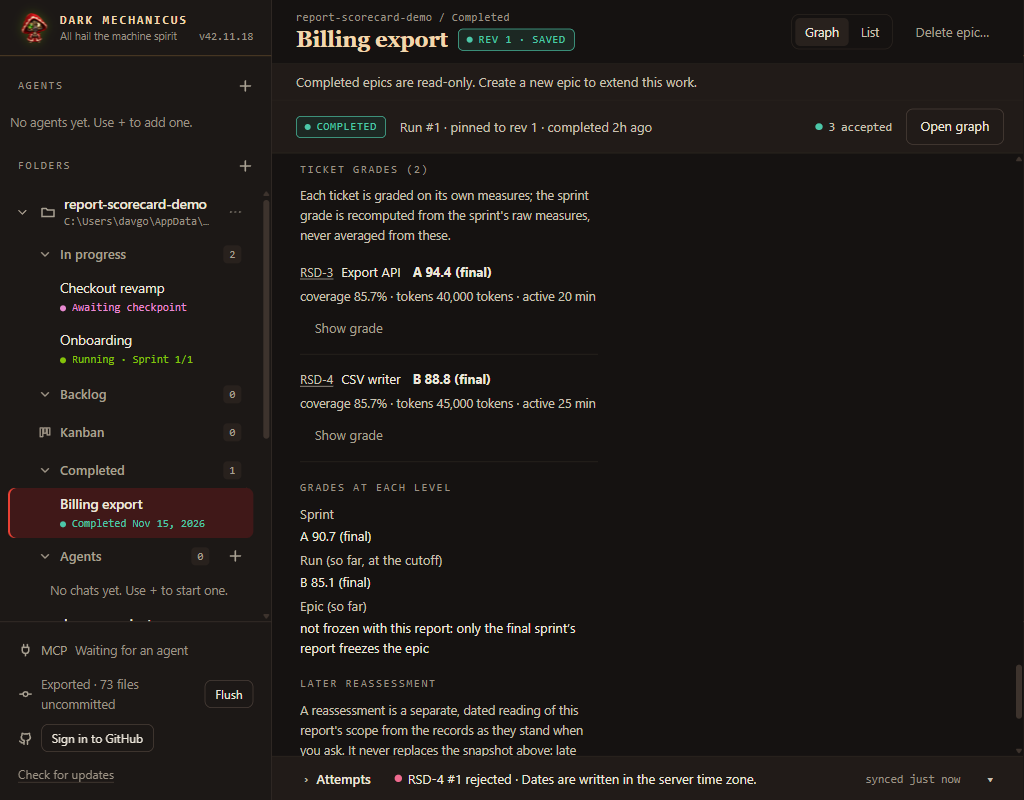 DARK MECHANICUS
All hail the machine spirit v42.11.18
AGENTS
No agents yet. Use + to add one.
FOLDERS
report-scorecard-demo
C:\Users\davgo\AppData\…
In progress 2
Checkout revamp
Awaiting checkpoint
Onboarding
Running · Sprint 1/1
Backlog 0
Kanban 0
Completed 1
Billing export
Completed Nov 15, 2026
Agents 0
No chats yet. Use + to start one.
MCP Waiting for an agent
Exported · 73 files
uncommitted
Flush
Sign in to GitHub
Check for updates
report-scorecard-demo / Completed
Billing export
REV 1 · SAVED
Graph List Delete epic...
Completed epics are read-only. Create a new epic to extend this work.
COMPLETED Run #1 · pinned to rev 1 · completed 2h ago 3 accepted Open graph
TICKET GRADES (2)
Each ticket is graded on its own measures; the sprint
grade is recomputed from the sprint's raw measures,
never averaged from these.
RSD-3 Export API A 94.4 (final)
coverage 85.7% · tokens 40,000 tokens · active 20 min
Show grade
RSD-4 CSV writer B 88.8 (final)
coverage 85.7% · tokens 45,000 tokens · active 25 min
Show grade
GRADES AT EACH LEVEL
Sprint
A 90.7 (final)
Run (so far, at the cutoff)
B 85.1 (final)
Epic (so far)
not frozen with this report: only the final sprint's
report freezes the epic
LATER REASSESSMENT
A reassessment is a separate, dated reading of this
report's scope from the records as they stand when
you ask. It never replaces the snapshot above: late
Attempts RSD-4 #1 rejected · Dates are written in the server time zone. synced just now